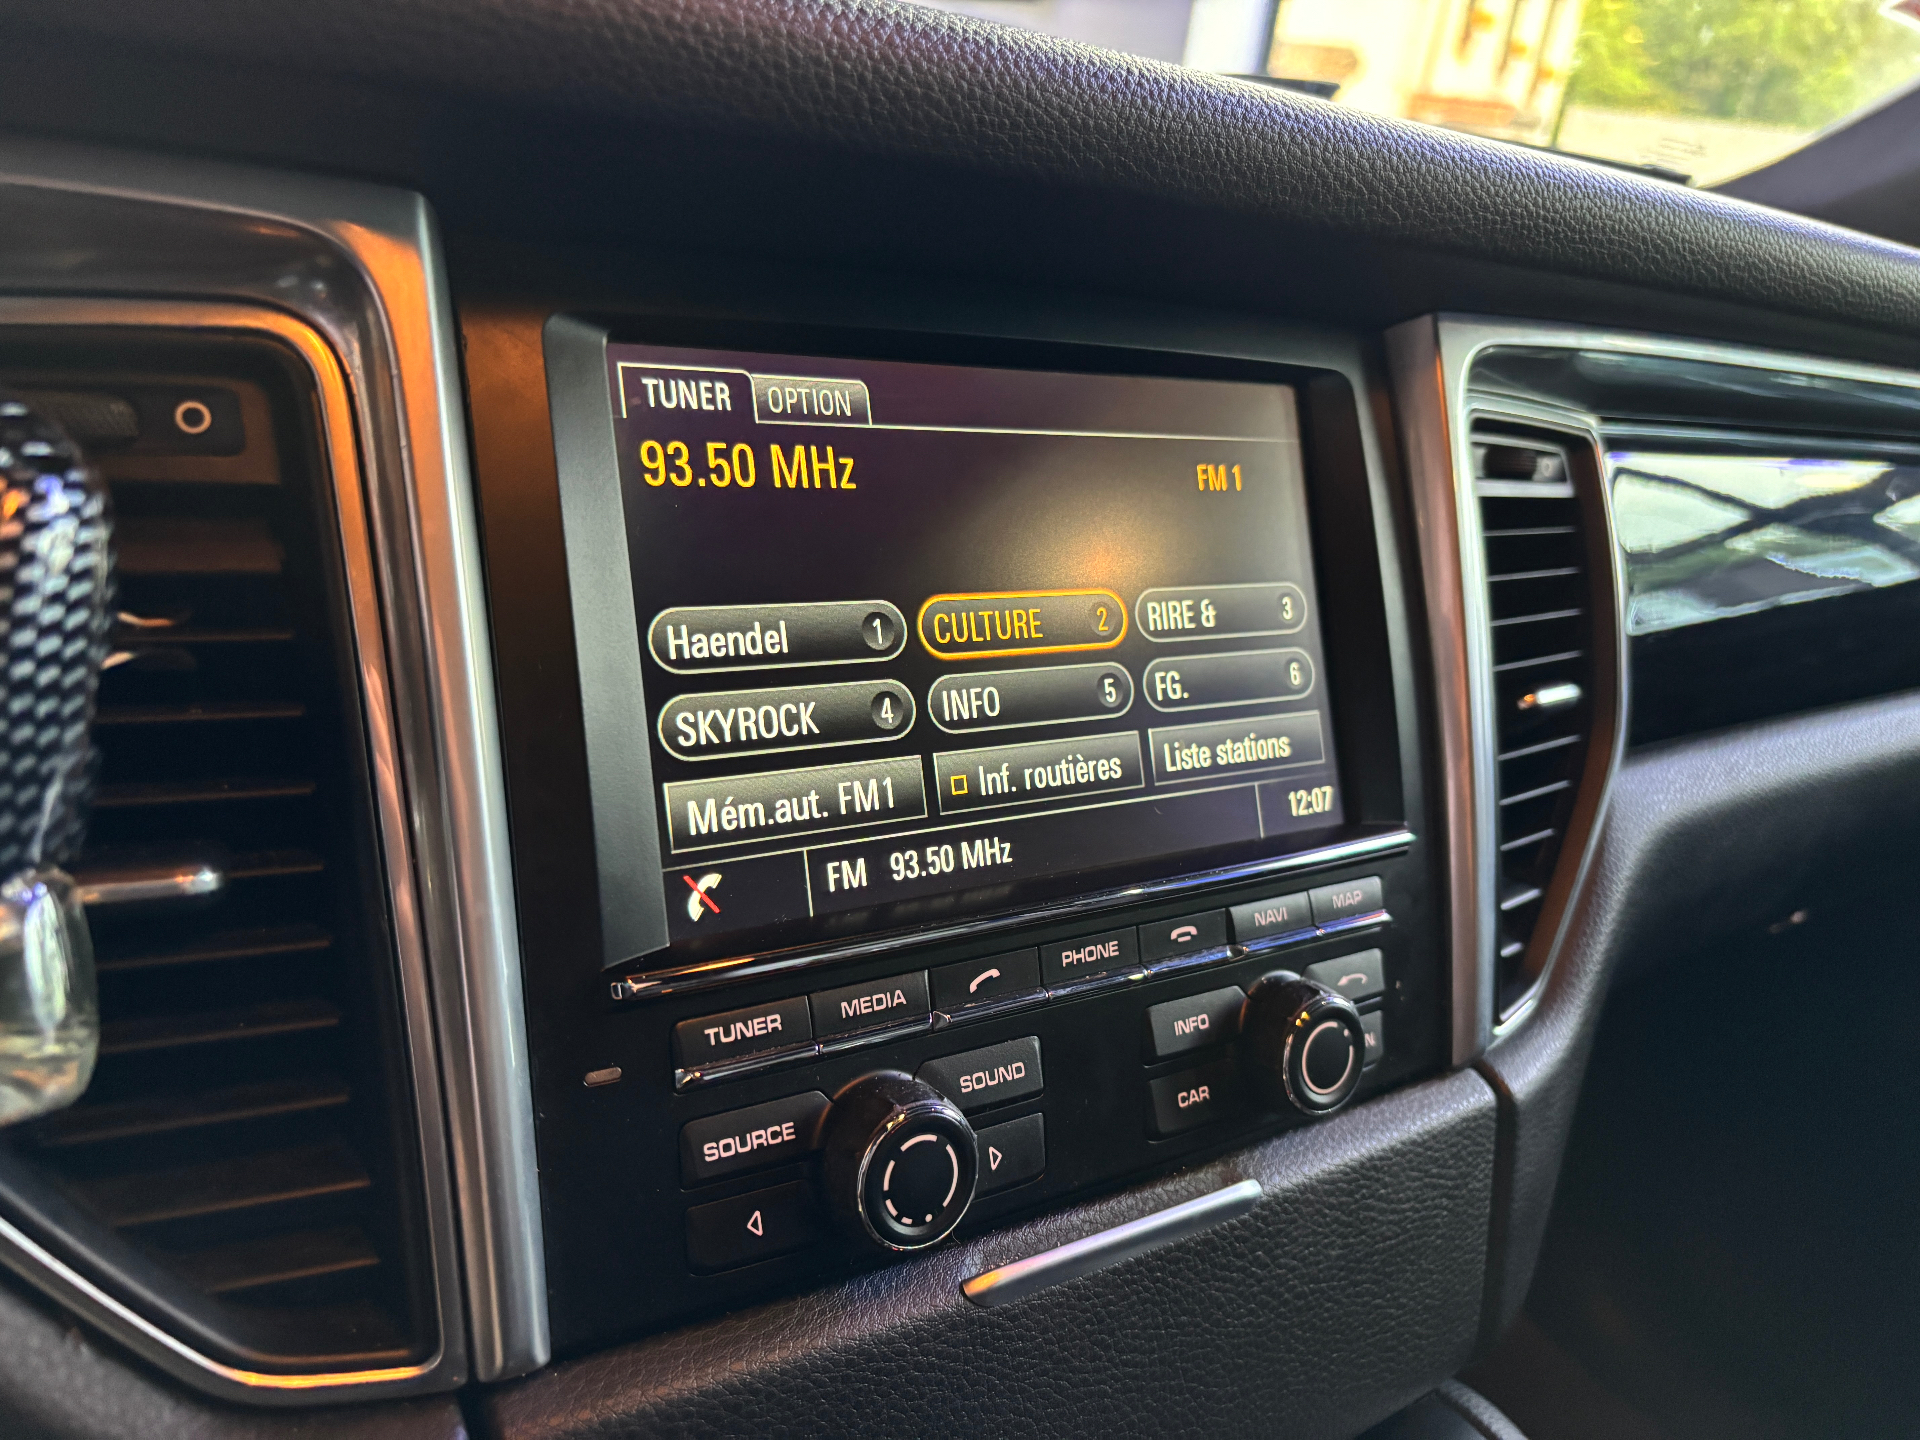 TUNER OPTION
93.50 MHz FM 1
Haendel 1 CULTURE 2 RIRE & 3
SKYROCK 4 INFO 5 FG. 6
Mém.aut. FM1 Inf. routières Liste stations
FM 93.50 MHz 12:07
TUNER MEDIA PHONE NAVI MAP
SOUND INFO
SOURCE CAR